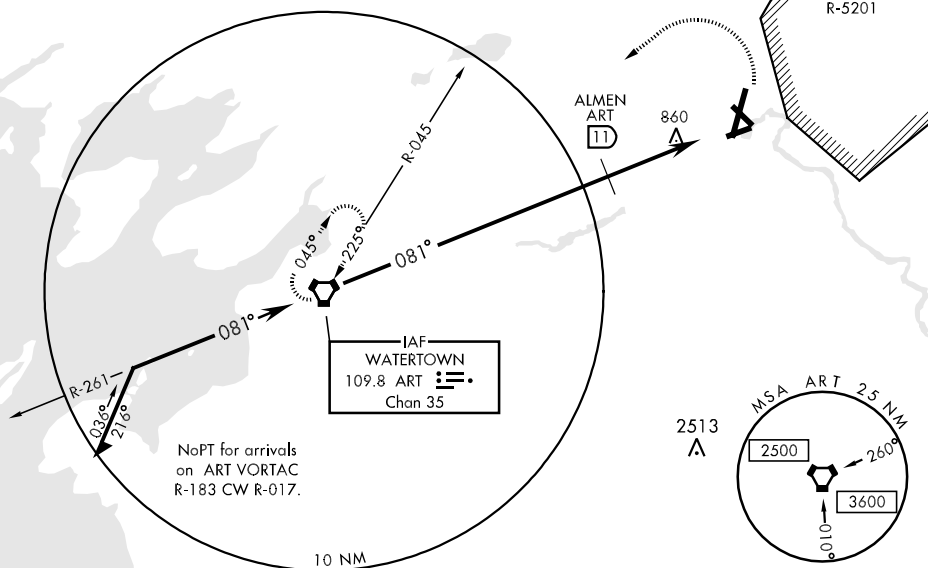 R-5201
ALMEN
ART
11
860
R-045
045°
225°
081°
081°
IAF
WATERTOWN
109.8 ART
Chan 35
R-261
036°
216°
NoPT for arrivals
on ART VORTAC
R-183 CW R-017.
10 NM
2513
MSA ART 25 NM
2500
260°
3600
010°